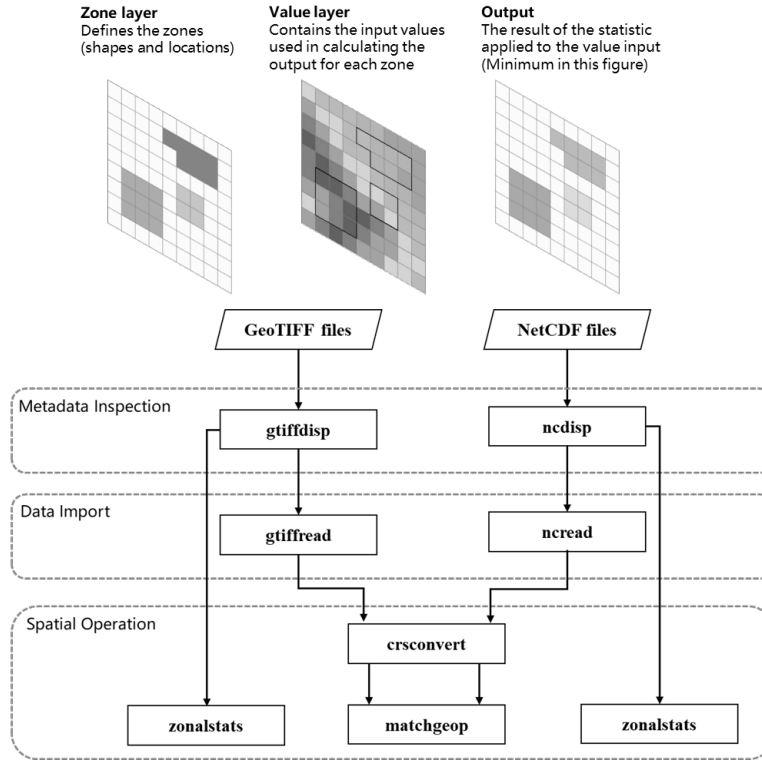 Zone layer
Defines the zones
(shapes and locations)
Value layer
Contains the input values
used in calculating the
output for each zone
Output
The result of the statistic
applied to the value input
(Minimum in this figure)
GeoTIFF files
NetCDF files
Metadata Inspection
gtiffdisp
ncdisp
Data Import
gtiffread
ncread
Spatial Operation
crsconvert
zonalstats
matchgeop
zonalstats